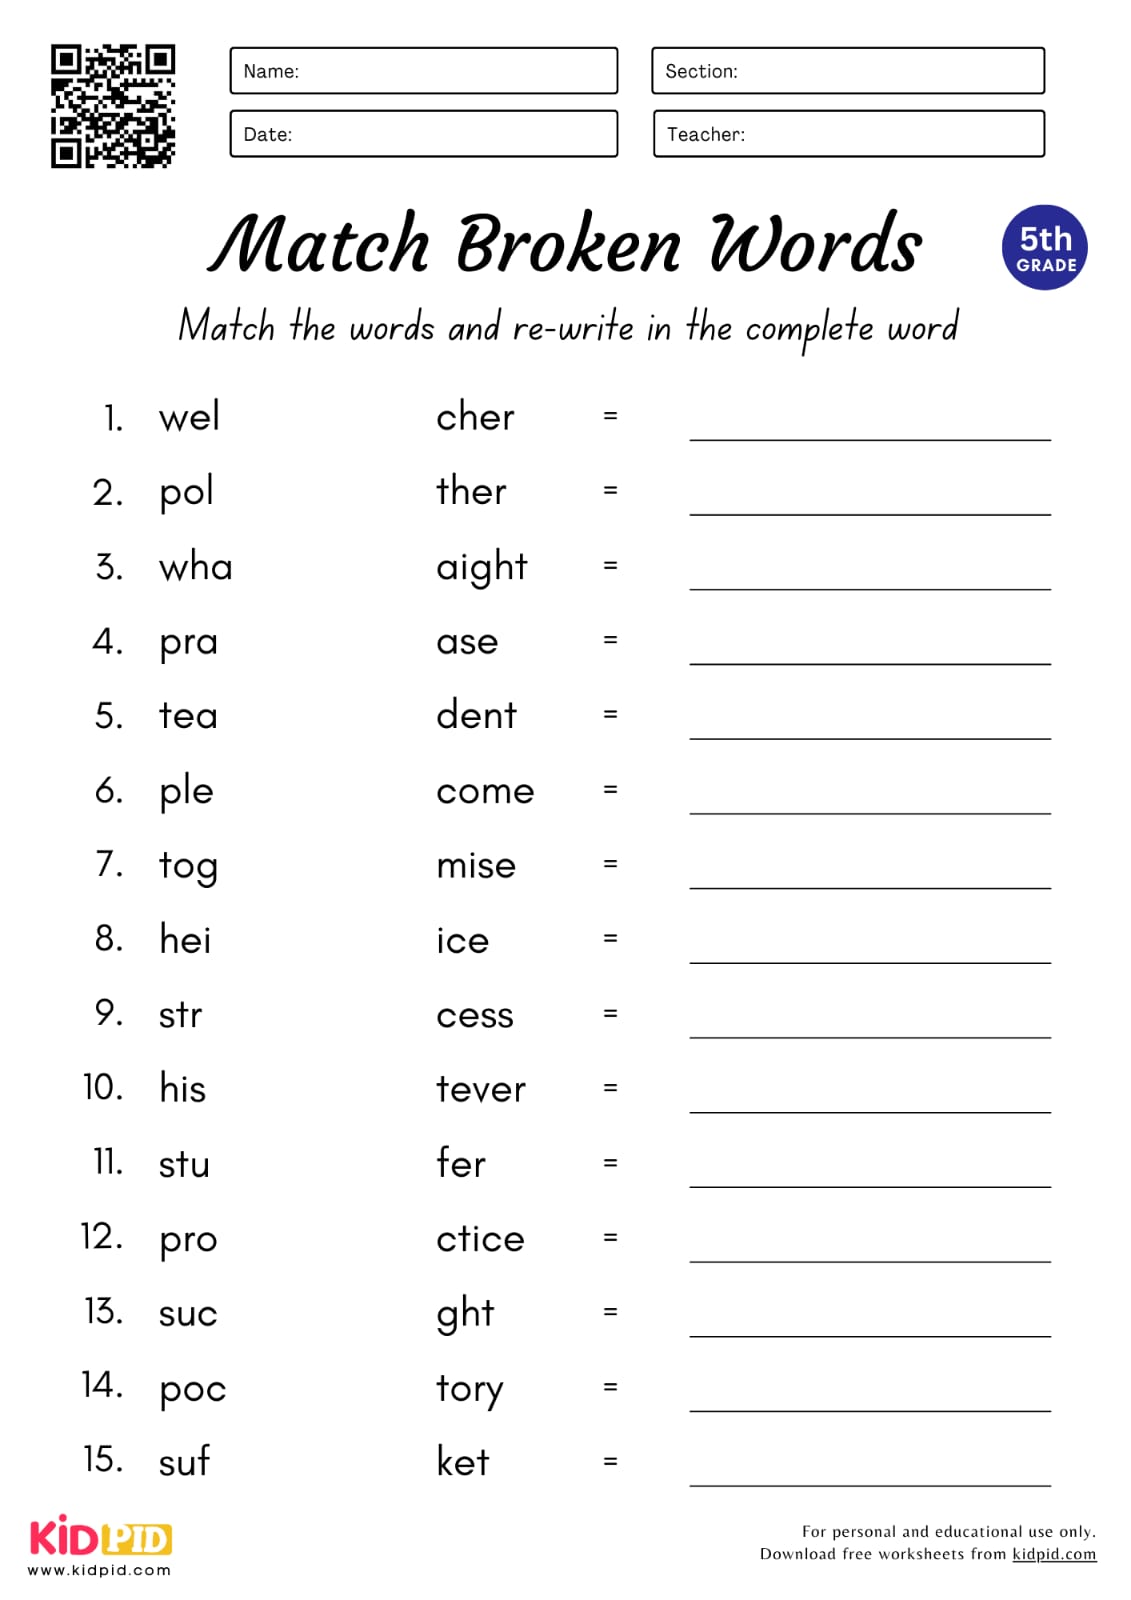 Name:
Section:
Date:
Teacher:
Match Broken Words
5th
GRADE
Match the words and re-write in the complete word
1. wel cher =
2. pol ther =
3. wha aight =
4. pra ase =
5. tea dent =
6. ple come =
7. tog mise =
8. hei ice =
9. str cess =
10. his tever =
11. stu fer =
12. pro ctice =
13. suc ght =
14. poc tory =
15. suf ket =
KiDPID
www.kidpid.com
For personal and educational use only.
Download free worksheets from kidpid.com